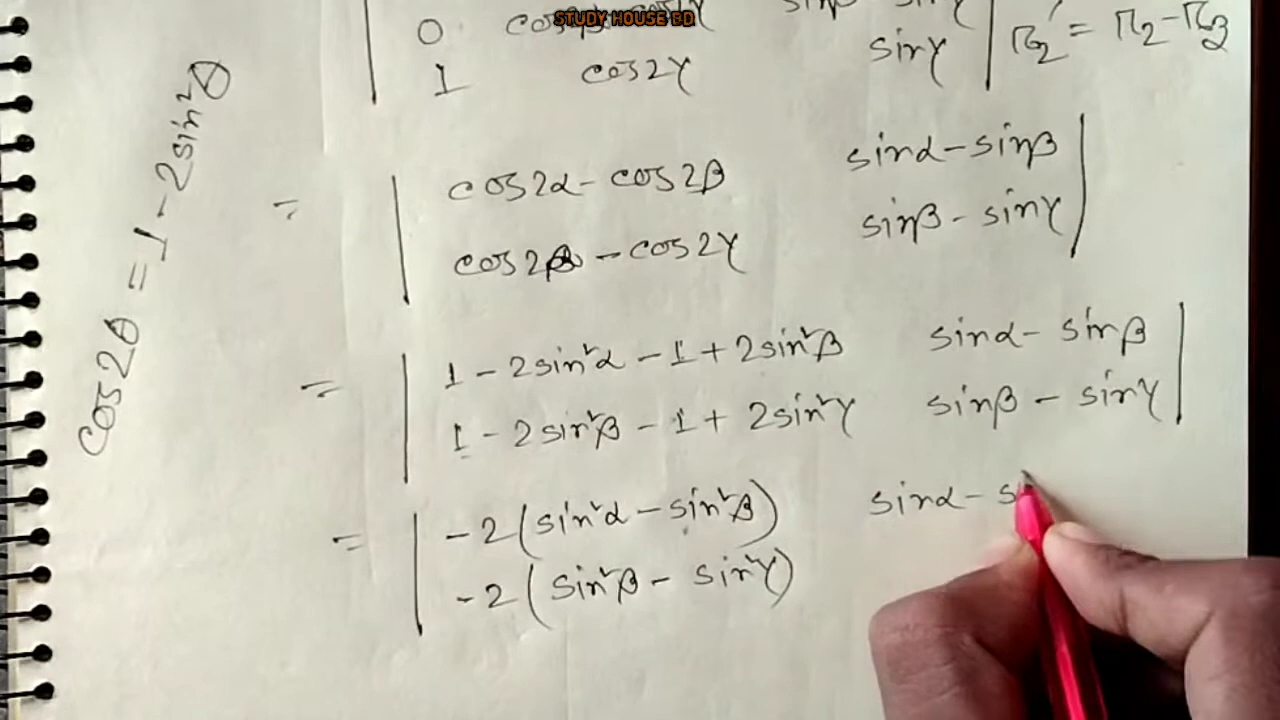 STUDY HOUSE BD
0
1 cos2γ sinγ r₂′ = r₂ - r₃
cos2θ = 1 - 2sin²θ
= | cos2α - cos2β sinα - sinβ |
| cos2β - cos2γ sinβ - sinγ |
= | 1 - 2sin²α - 1 + 2sin²β sinα - sinβ |
| 1 - 2sin²β - 1 + 2sin²γ sinβ - sinγ |
= | -2(sin²α - sin²β) sinα - s
| -2(sin²β - sin²γ)